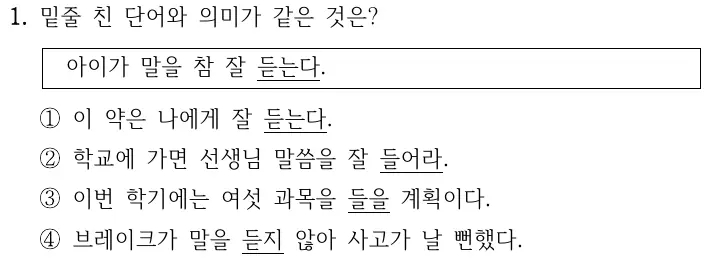 1. 밑줄 친 단어와 의미가 같은 것은?
아이가 말을 참 잘 듣는다.
① 이 약은 나에게 잘 듣는다.
② 학교에 가면 선생님 말씀을 잘 들어라.
③ 이번 학기에는 여섯 과목을 들을 계획이다.
④ 브레이크가 말을 듣지 않아 사고가 날 뻔했다.